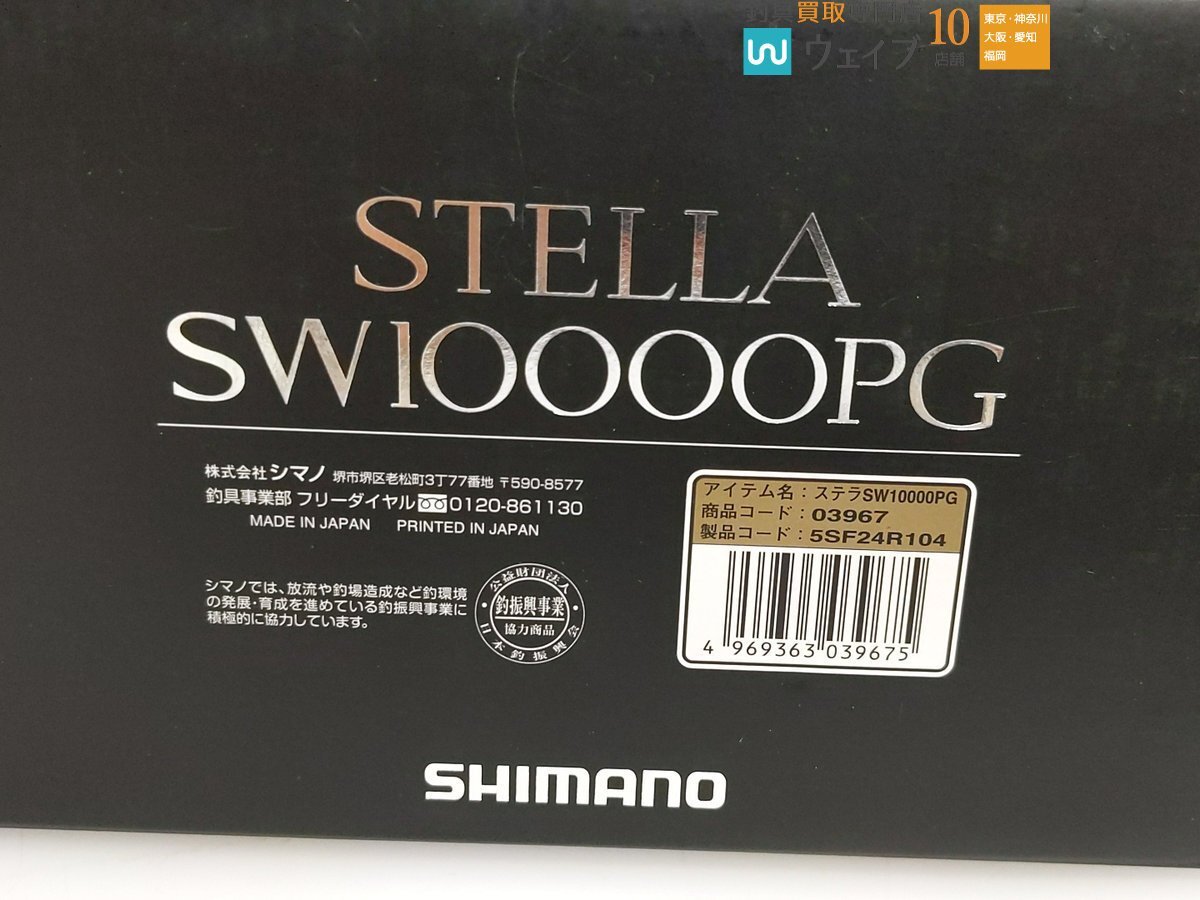 釣具買取専門店
ウェイブ
10
店舗
東京・神奈川
大阪・愛知
福岡
STELLA
SW10000PG
株式会社シマノ 堺市堺区老松町3丁77番地 〒590-8577
釣具事業部 フリーダイヤル 0120-861130
MADE IN JAPAN PRINTED IN JAPAN
シマノでは、放流や釣場造成など釣環境
の発展・育成を進めている釣振興事業に
積極的に協力しています。
公益財団法人
釣振興事業
協力商品
日本釣振興会
アイテム名：ステラSW10000PG
商品コード：03967
製品コード：5SF24R104
4 969363 039675
SHIMANO